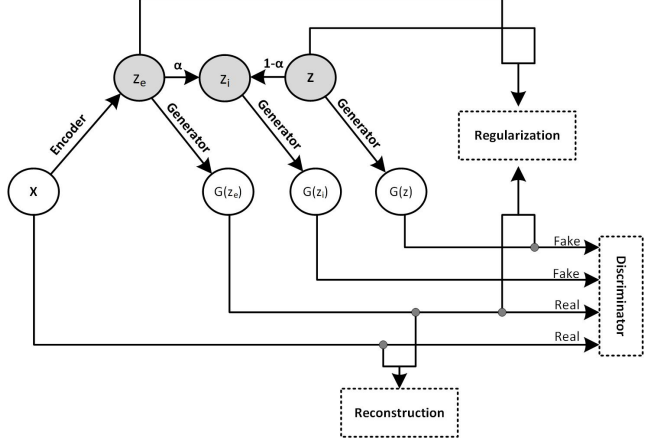 α
1-α
Zₑ
Zᵢ
Z
Encoder
Generator
Generator
Generator
Regularization
X
G(zₑ)
G(zᵢ)
G(z)
Fake
Fake
Real
Real
Discriminator
Reconstruction